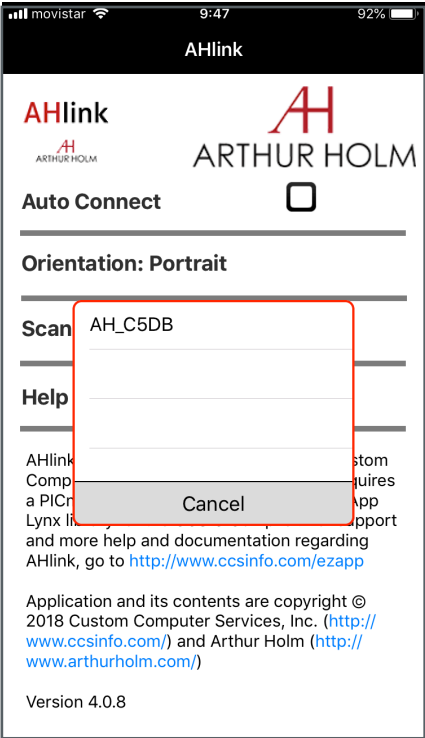 movistar 9:47 92%
AHlink
AHlink
AH
ARTHUR HOLM
AH
ARTHUR HOLM
Auto Connect
Orientation: Portrait
Scan
AH_C5DB
Help
Cancel
AHlink stom
Comp quires
a PICm App
Lynx li pport
and more help and documentation regarding
AHlink, go to http://www.ccsinfo.com/ezapp
Application and its contents are copyright ©
2018 Custom Computer Services, Inc. (http://
www.ccsinfo.com/) and Arthur Holm (http://
www.arthurholm.com/)
Version 4.0.8